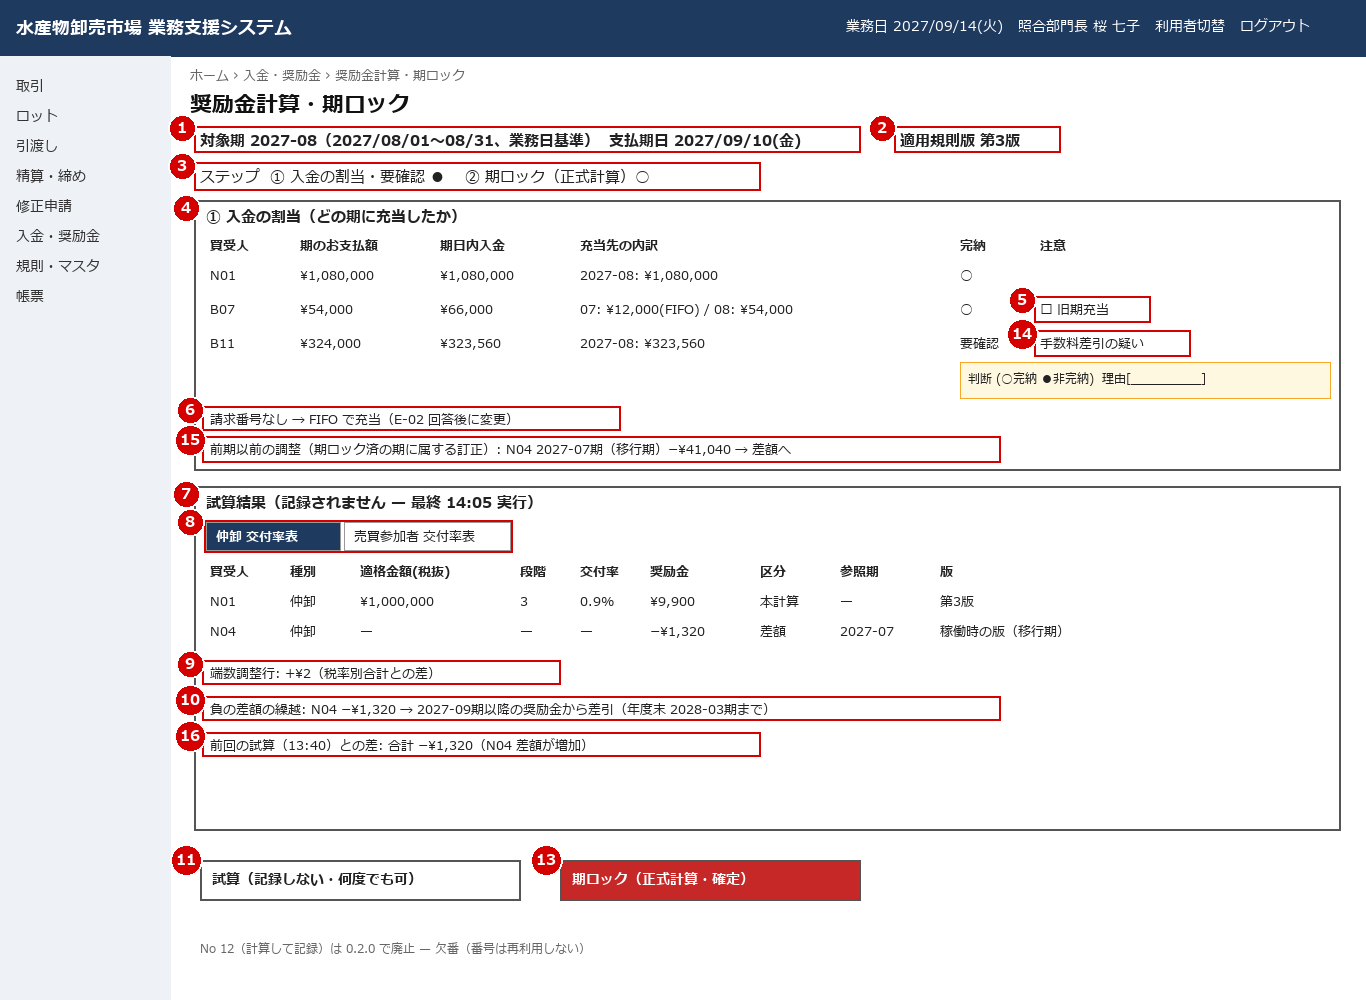 水産物卸売市場 業務支援システム
業務日 2027/09/14(火) 照合部門長 桜 七子 利用者切替 ログアウト
取引
ロット
引渡し
精算・締め
修正申請
入金・奨励金
規則・マスタ
帳票
ホーム › 入金・奨励金 › 奨励金計算・期ロック
奨励金計算・期ロック
1 対象期 2027-08（2027/08/01〜08/31、業務日基準） 支払期日 2027/09/10(金)
2 適用規則版 第3版
3 ステップ ① 入金の割当・要確認 ● ② 期ロック（正式計算）○
4 ① 入金の割当（どの期に充当したか）
買受人 期のお支払額 期日内入金 充当先の内訳 完納 注意
N01 ¥1,080,000 ¥1,080,000 2027-08: ¥1,080,000 ○
B07 ¥54,000 ¥66,000 07: ¥12,000(FIFO) / 08: ¥54,000 ○ 5 □ 旧期充当
B11 ¥324,000 ¥323,560 2027-08: ¥323,560 要確認 14 手数料差引の疑い
判断 (○完納 ●非完納) 理由[__________]
6 請求番号なし → FIFO で充当（E-02 回答後に変更）
15 前期以前の調整（期ロック済の期に属する訂正）: N04 2027-07期（移行期）−¥41,040 → 差額へ
7 試算結果（記録されません — 最終 14:05 実行）
8 仲卸 交付率表 売買参加者 交付率表
買受人 種別 適格金額(税抜) 段階 交付率 奨励金 区分 参照期 版
N01 仲卸 ¥1,000,000 3 0.9% ¥9,900 本計算 — 第3版
N04 仲卸 — — — −¥1,320 差額 2027-07 稼働時の版（移行期）
9 端数調整行: +¥2（税率別合計との差）
10 負の差額の繰越: N04 −¥1,320 → 2027-09期以降の奨励金から差引（年度末 2028-03期まで）
16 前回の試算（13:40）との差: 合計 −¥1,320（N04 差額が増加）
11 試算（記録しない・何度でも可）
13 期ロック（正式計算・確定）
No 12（計算して記録）は 0.2.0 で廃止 — 欠番（番号は再利用しない）